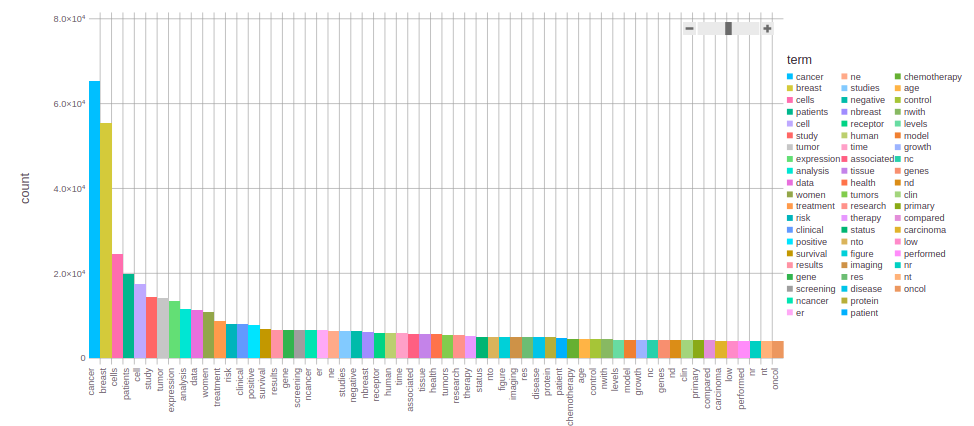 8.0×10⁴
6.0×10⁴
4.0×10⁴
2.0×10⁴
0
count
− +
term
cancer ne chemotherapy
breast studies age
cells negative control
patients nbreast nwith
cell receptor levels
study human model
tumor time growth
expression associated nc
analysis tissue genes
data health nd
women tumors clin
treatment research primary
risk therapy compared
clinical status carcinoma
positive nto low
survival figure performed
results imaging nr
gene res nt
screening disease oncol
ncancer protein
er patient
cancer
breast
cells
patients
cell
study
tumor
expression
analysis
data
women
treatment
risk
clinical
positive
survival
results
gene
screening
ncancer
er
ne
studies
negative
nbreast
receptor
human
time
associated
tissue
health
tumors
research
therapy
status
nto
figure
imaging
res
disease
protein
patient
chemotherapy
age
control
nwith
levels
model
growth
nc
genes
nd
clin
primary
compared
carcinoma
low
performed
nr
nt
oncol